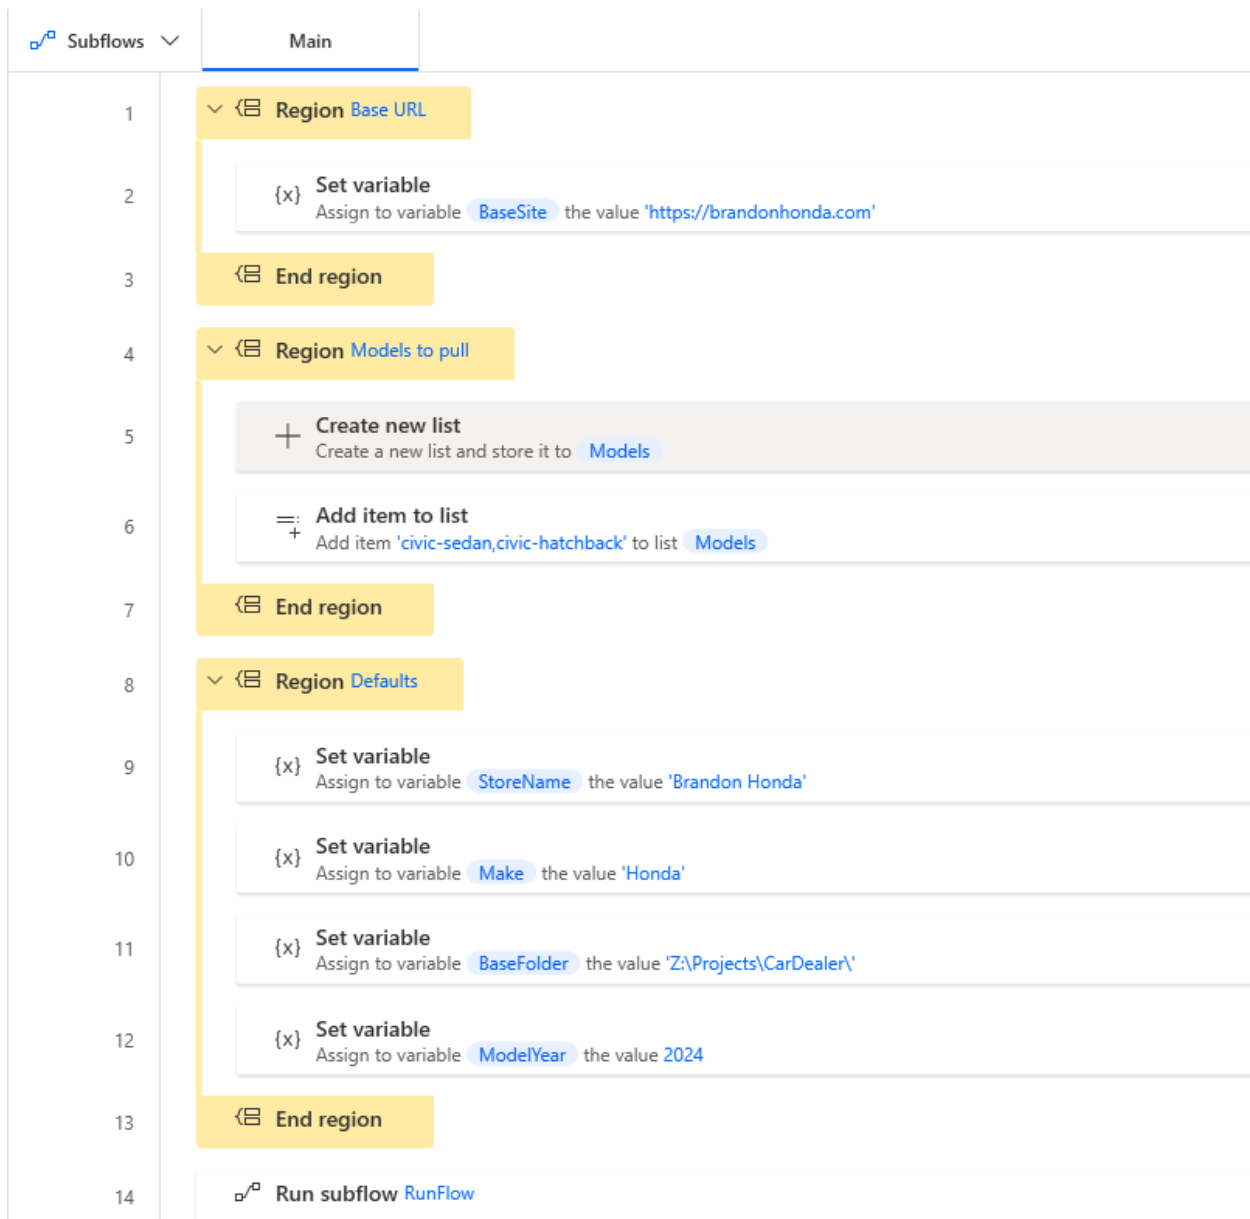 Subflows
Main
1
Region Base URL
2
{x} Set variable
Assign to variable BaseSite the value 'https://brandonhonda.com'
3
End region
4
Region Models to pull
5
Create new list
Create a new list and store it to Models
6
Add item to list
Add item 'civic-sedan,civic-hatchback' to list Models
7
End region
8
Region Defaults
9
{x} Set variable
Assign to variable StoreName the value 'Brandon Honda'
10
{x} Set variable
Assign to variable Make the value 'Honda'
11
{x} Set variable
Assign to variable BaseFolder the value 'Z:\Projects\CarDealer\'
12
{x} Set variable
Assign to variable ModelYear the value 2024
13
End region
14
Run subflow RunFlow